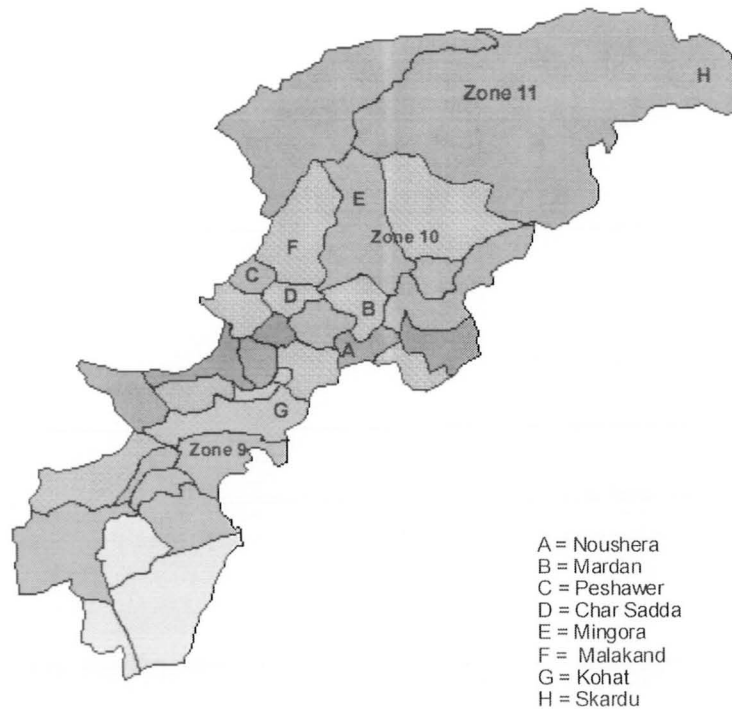 H
Zone 11
E
Zone 10
F
C
D
B
A
G
Zone 9
A = Noushera
B = Mardan
C = Peshawer
D = Char Sadda
E = Mingora
F = Malakand
G = Kohat
H = Skardu